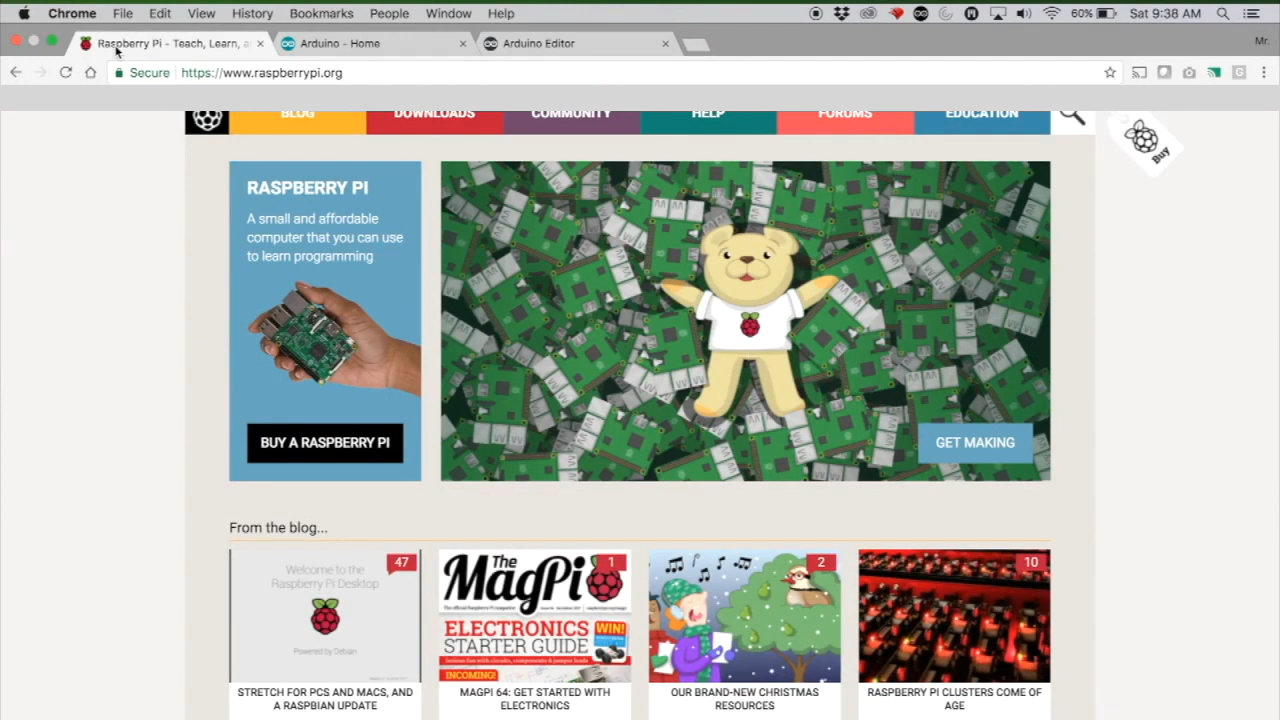 Chrome File Edit View History Bookmarks People Window Help 60% Sat 9:38 AM
Raspberry Pi - Teach, Learn, a Arduino - Home Arduino Editor Mr.
Secure https://www.raspberrypi.org
BLOG DOWNLOADS COMMUNITY HELP FORUMS EDUCATION
Buy
RASPBERRY PI
A small and affordable
computer that you can use
to learn programming
BUY A RASPBERRY PI
GET MAKING
From the blog...
47
Welcome to the
Raspberry Pi Desktop
Powered by Debian
STRETCH FOR PCS AND MACS, AND
A RASPBIAN UPDATE
1
The
MagPi
ELECTRONICS
STARTER GUIDE
WIN!
INCOMING!
MAGPI 64: GET STARTED WITH
ELECTRONICS
2
OUR BRAND-NEW CHRISTMAS
RESOURCES
10
RASPBERRY PI CLUSTERS COME OF
AGE